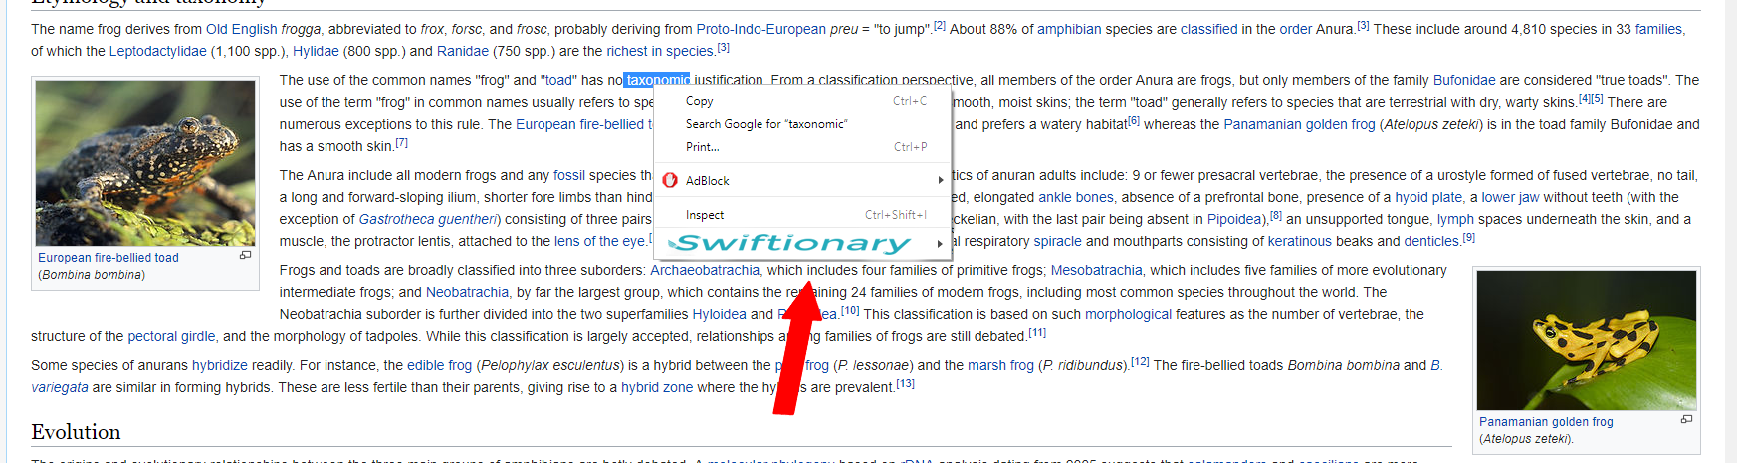 Etymology and taxonomy
The name frog derives from Old English frogga, abbreviated to frox, forsc, and frosc, probably deriving from Proto-Indo-European preu = "to jump".[2] About 88% of amphibian species are classified in the order Anura.[3] These include around 4,810 species in 33 families,
of which the Leptodactylidae (1,100 spp.), Hylidae (800 spp.) and Ranidae (750 spp.) are the richest in species.[3]
The use of the common names "frog" and "toad" has no taxonomic justification. From a classification perspective, all members of the order Anura are frogs, but only members of the family Bufonidae are considered "true toads". The
use of the term "frog" in common names usually refers to spe mooth, moist skins; the term "toad" generally refers to species that are terrestrial with dry, warty skins.[4][5] There are
numerous exceptions to this rule. The European fire-bellied t and prefers a watery habitat[6] whereas the Panamanian golden frog (Atelopus zeteki) is in the toad family Bufonidae and
has a smooth skin.[7]
Copy Ctrl+C
Search Google for "taxonomic"
Print... Ctrl+P
AdBlock
Inspect Ctrl+Shift+I
Swiftionary
The Anura include all modern frogs and any fossil species th tics of anuran adults include: 9 or fewer presacral vertebrae, the presence of a urostyle formed of fused vertebrae, no tail,
a long and forward-sloping ilium, shorter fore limbs than hind ed, elongated ankle bones, absence of a prefrontal bone, presence of a hyoid plate, a lower jaw without teeth (with the
exception of Gastrotheca guentheri) consisting of three pairs ckelian, with the last pair being absent in Pipoidea),[8] an unsupported tongue, lymph spaces underneath the skin, and a
muscle, the protractor lentis, attached to the lens of the eye.[ al respiratory spiracle and mouthparts consisting of keratinous beaks and denticles.[9]
European fire-bellied toad
(Bombina bombina)
Frogs and toads are broadly classified into three suborders: Archaeobatrachia, which includes four families of primitive frogs; Mesobatrachia, which includes five families of more evolutionary
intermediate frogs; and Neobatrachia, by far the largest group, which contains the remaining 24 families of modern frogs, including most common species throughout the world. The
Neobatrachia suborder is further divided into the two superfamilies Hyloidea and R ea.[10] This classification is based on such morphological features as the number of vertebrae, the
structure of the pectoral girdle, and the morphology of tadpoles. While this classification is largely accepted, relationships among families of frogs are still debated.[11]
Some species of anurans hybridize readily. For instance, the edible frog (Pelophylax esculentus) is a hybrid between the p frog (P. lessonae) and the marsh frog (P. ridibundus).[12] The fire-bellied toads Bombina bombina and B.
variegata are similar in forming hybrids. These are less fertile than their parents, giving rise to a hybrid zone where the hy s are prevalent.[13]
Panamanian golden frog
(Atelopus zeteki).
Evolution